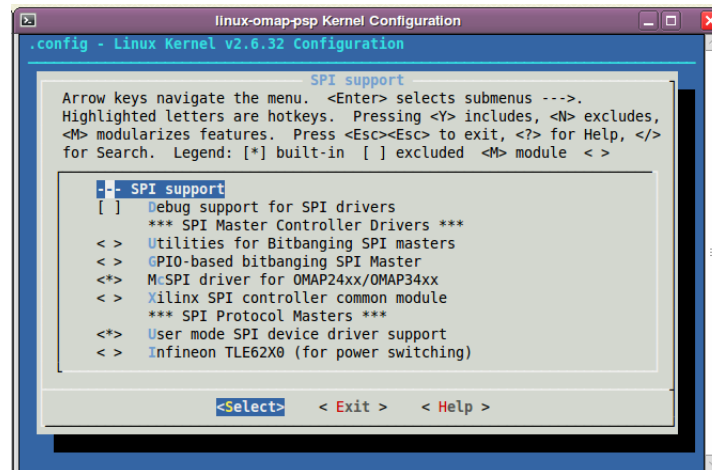 linux-omap-psp Kernel Configuration
.config - Linux Kernel v2.6.32 Configuration
SPI support
Arrow keys navigate the menu.  <Enter> selects submenus --->.
Highlighted letters are hotkeys.  Pressing <Y> includes, <N> excludes,
<M> modularizes features.  Press <Esc><Esc> to exit, <?> for Help, </>
for Search.  Legend: [*] built-in  [ ] excluded  <M> module  < >
--- SPI support
[ ]   Debug support for SPI drivers
*** SPI Master Controller Drivers ***
< >   Utilities for Bitbanging SPI masters
< >   GPIO-based bitbanging SPI Master
<*>   McSPI driver for OMAP24xx/OMAP34xx
< >   Xilinx SPI controller common module
*** SPI Protocol Masters ***
<*>   User mode SPI device driver support
< >   Infineon TLE62X0 (for power switching)
<Select>    < Exit >    < Help >